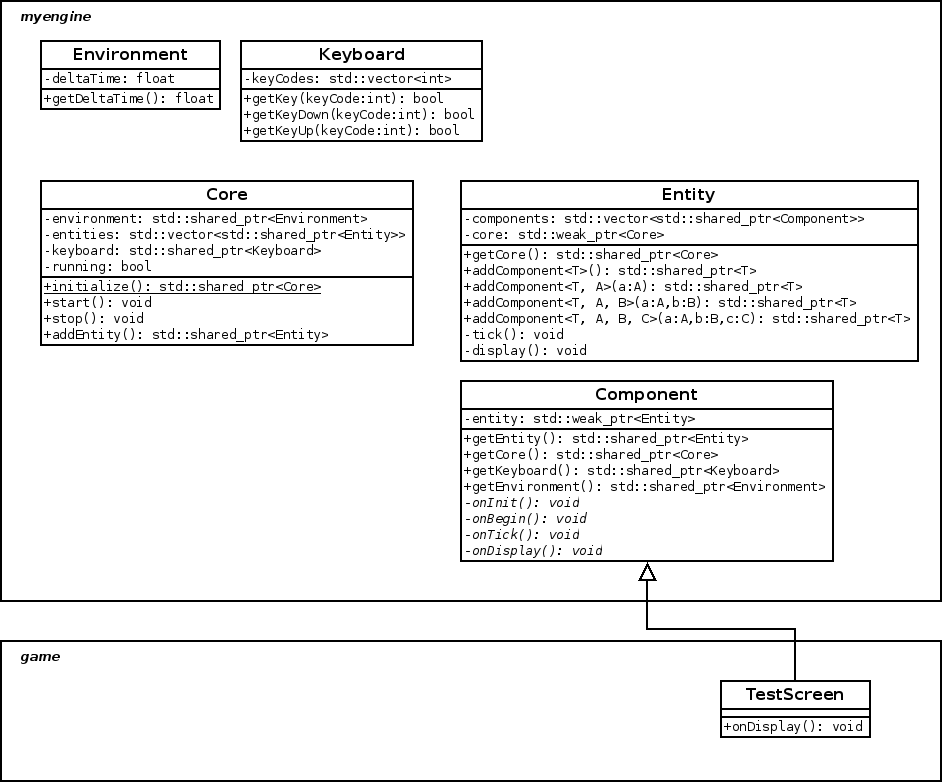 myengine
Environment
-deltaTime: float
+getDeltaTime(): float
Keyboard
-keyCodes: std::vector<int>
+getKey(keyCode:int): bool
+getKeyDown(keyCode:int): bool
+getKeyUp(keyCode:int): bool
Core
-environment: std::shared_ptr<Environment>
-entities: std::vector<std::shared_ptr<Entity>>
-keyboard: std::shared_ptr<Keyboard>
-running: bool
+initialize(): std::shared_ptr<Core>
+start(): void
+stop(): void
+addEntity(): std::shared_ptr<Entity>
Entity
-components: std::vector<std::shared_ptr<Component>>
-core: std::weak_ptr<Core>
+getCore(): std::shared_ptr<Core>
+addComponent<T>(): std::shared_ptr<T>
+addComponent<T, A>(a:A): std::shared_ptr<T>
+addComponent<T, A, B>(a:A,b:B): std::shared_ptr<T>
+addComponent<T, A, B, C>(a:A,b:B,c:C): std::shared_ptr<T>
-tick(): void
-display(): void
Component
-entity: std::weak_ptr<Entity>
+getEntity(): std::shared_ptr<Entity>
+getCore(): std::shared_ptr<Core>
+getKeyboard(): std::shared_ptr<Keyboard>
+getEnvironment(): std::shared_ptr<Environment>
-onInit(): void
-onBegin(): void
-onTick(): void
-onDisplay(): void
game
TestScreen
+onDisplay(): void